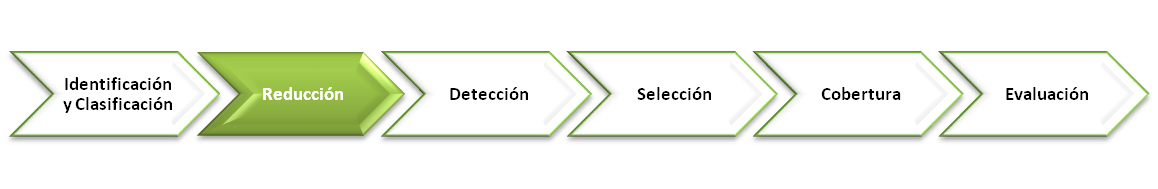 Identificación
y Clasificación
Reducción
Detección
Selección
Cobertura
Evaluación